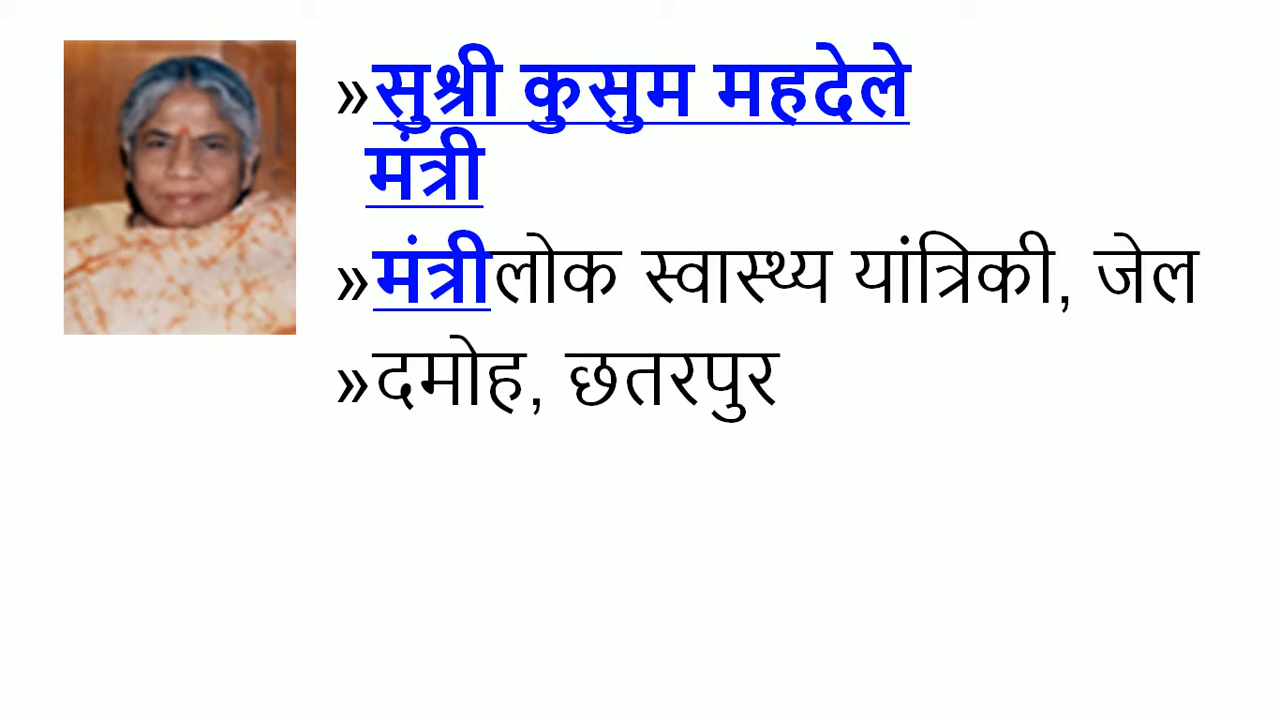 »सुश्री कुसुम महदेले
मंत्री
»मंत्रीलोक स्वास्थ्य यांत्रिकी, जेल
»दमोह, छतरपुर